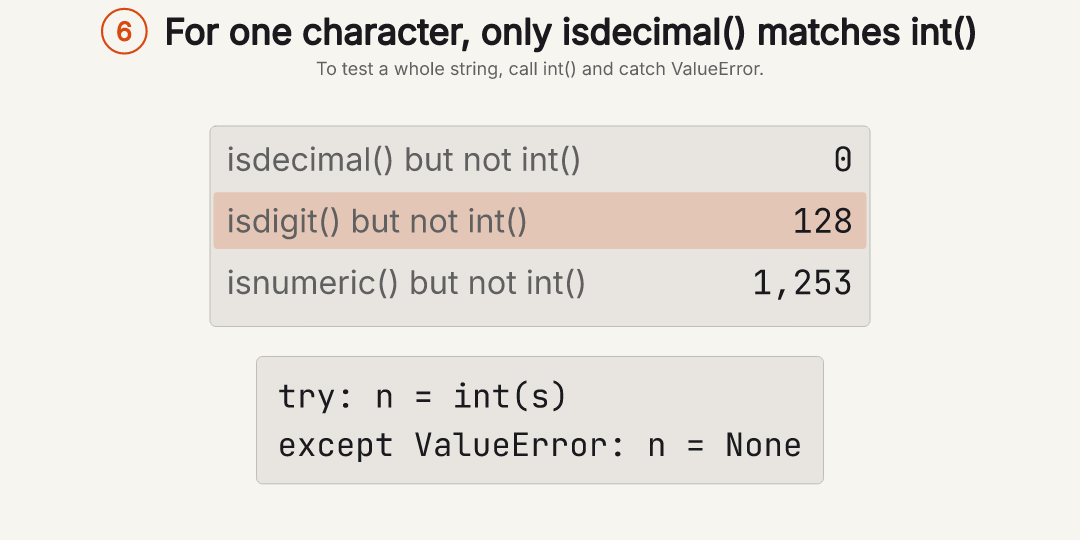 6 For one character, only isdecimal() matches int()
To test a whole string, call int() and catch ValueError.
isdecimal() but not int() 0
isdigit() but not int() 128
isnumeric() but not int() 1,253
try: n = int(s)
except ValueError: n = None